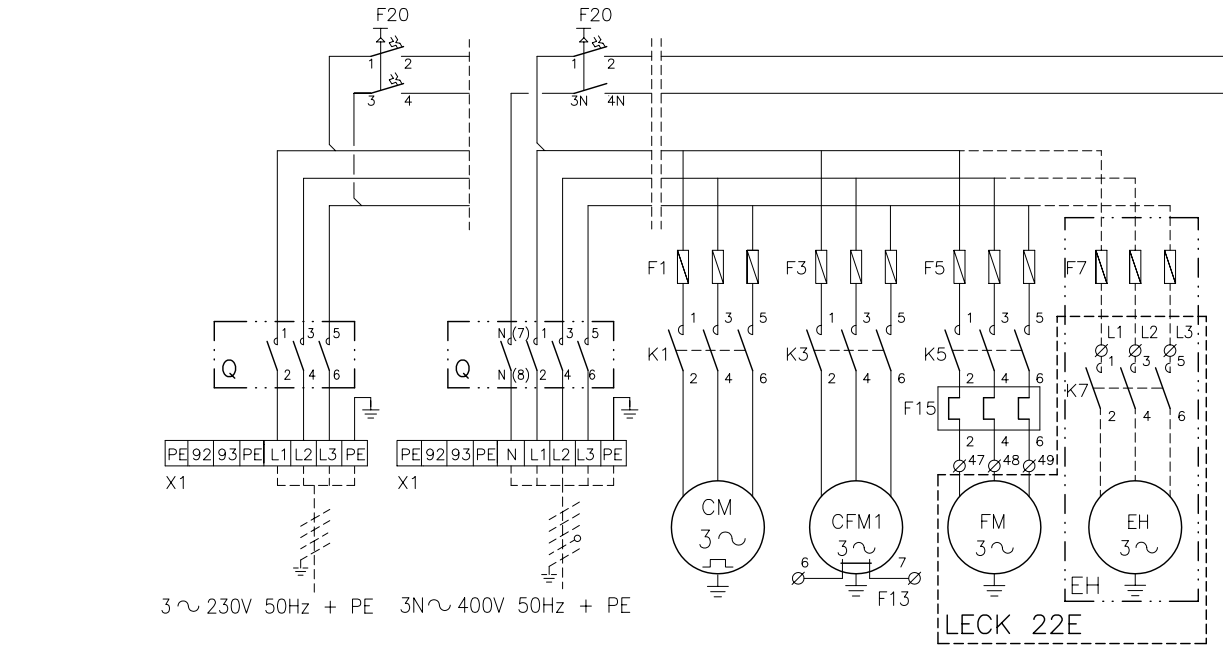 F20 F20
1 2 1 2
3 4 3N 4N
F1 F3 F5 F7
1 3 5 N (7) 1 3 5 1 3 5 1 3 5 1 3 5 L1 L2 L3
Q Q K1 K3 K5 1 3 5
2 4 6 N (8) 2 4 6 2 4 6 2 4 6 2 4 6 K7
F15 2 4 6
2 4 6
PE 92 93 PE L1 L2 L3 PE PE 92 93 PE N L1 L2 L3 PE 47 48 49
X1 X1
CM CFM1 FM EH
3∿ 3∿ 3∿ 3∿
6 7
F13 EH
3∿ 230V 50Hz + PE 3N∿ 400V 50Hz + PE
LECK 22E